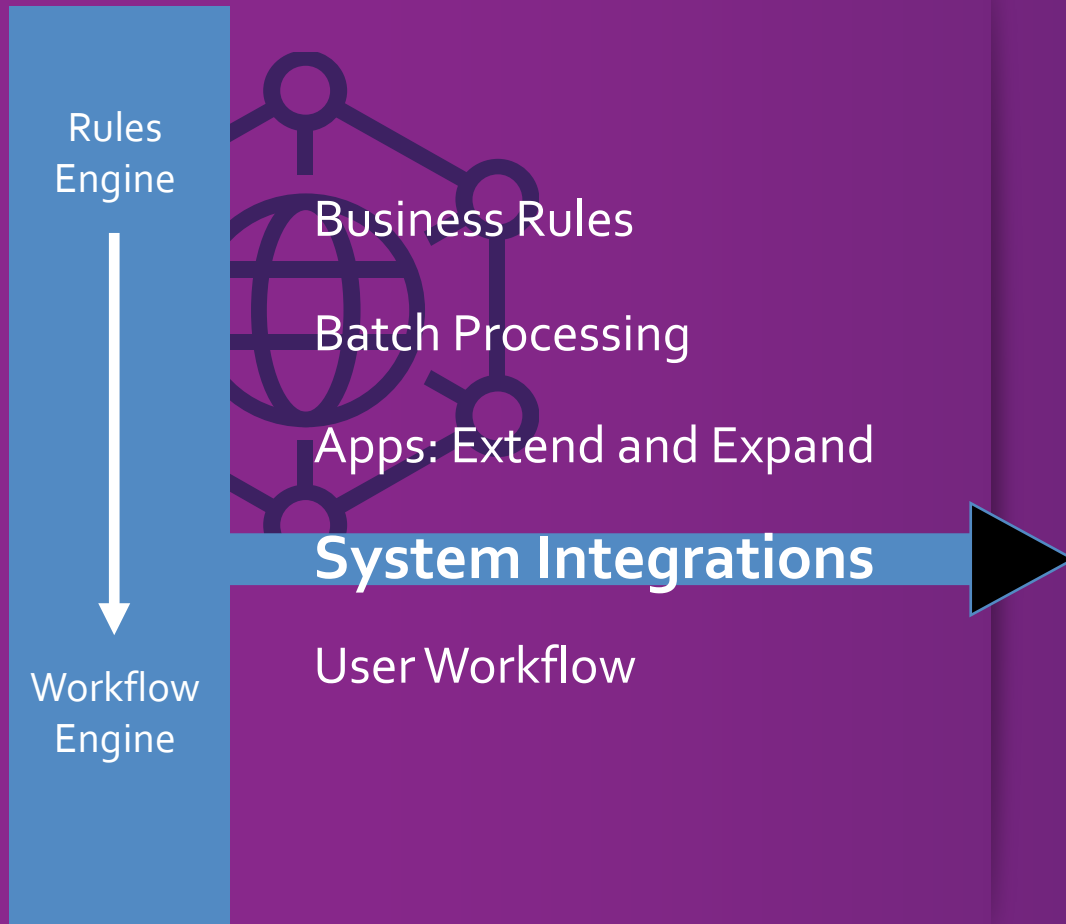 Rules
Engine
Workflow
Engine
Business Rules
Batch Processing
Apps: Extend and Expand
System Integrations
User Workflow